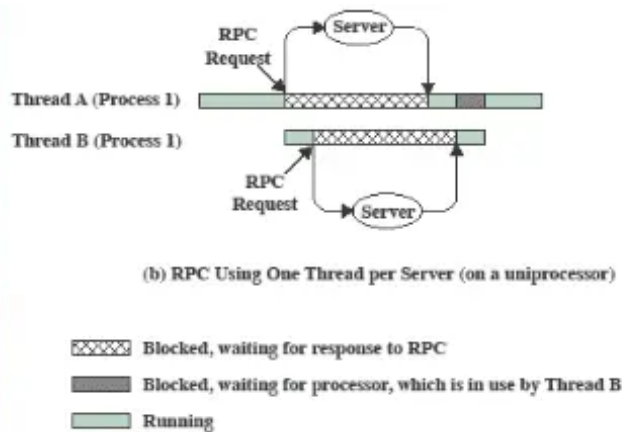 Server
RPC
Request
Thread A (Process 1)
Thread B (Process 1)
RPC
Request
Server
(b) RPC Using One Thread per Server (on a uniprocessor)
Blocked, waiting for response to RPC
Blocked, waiting for processor, which is in use by Thread B
Running